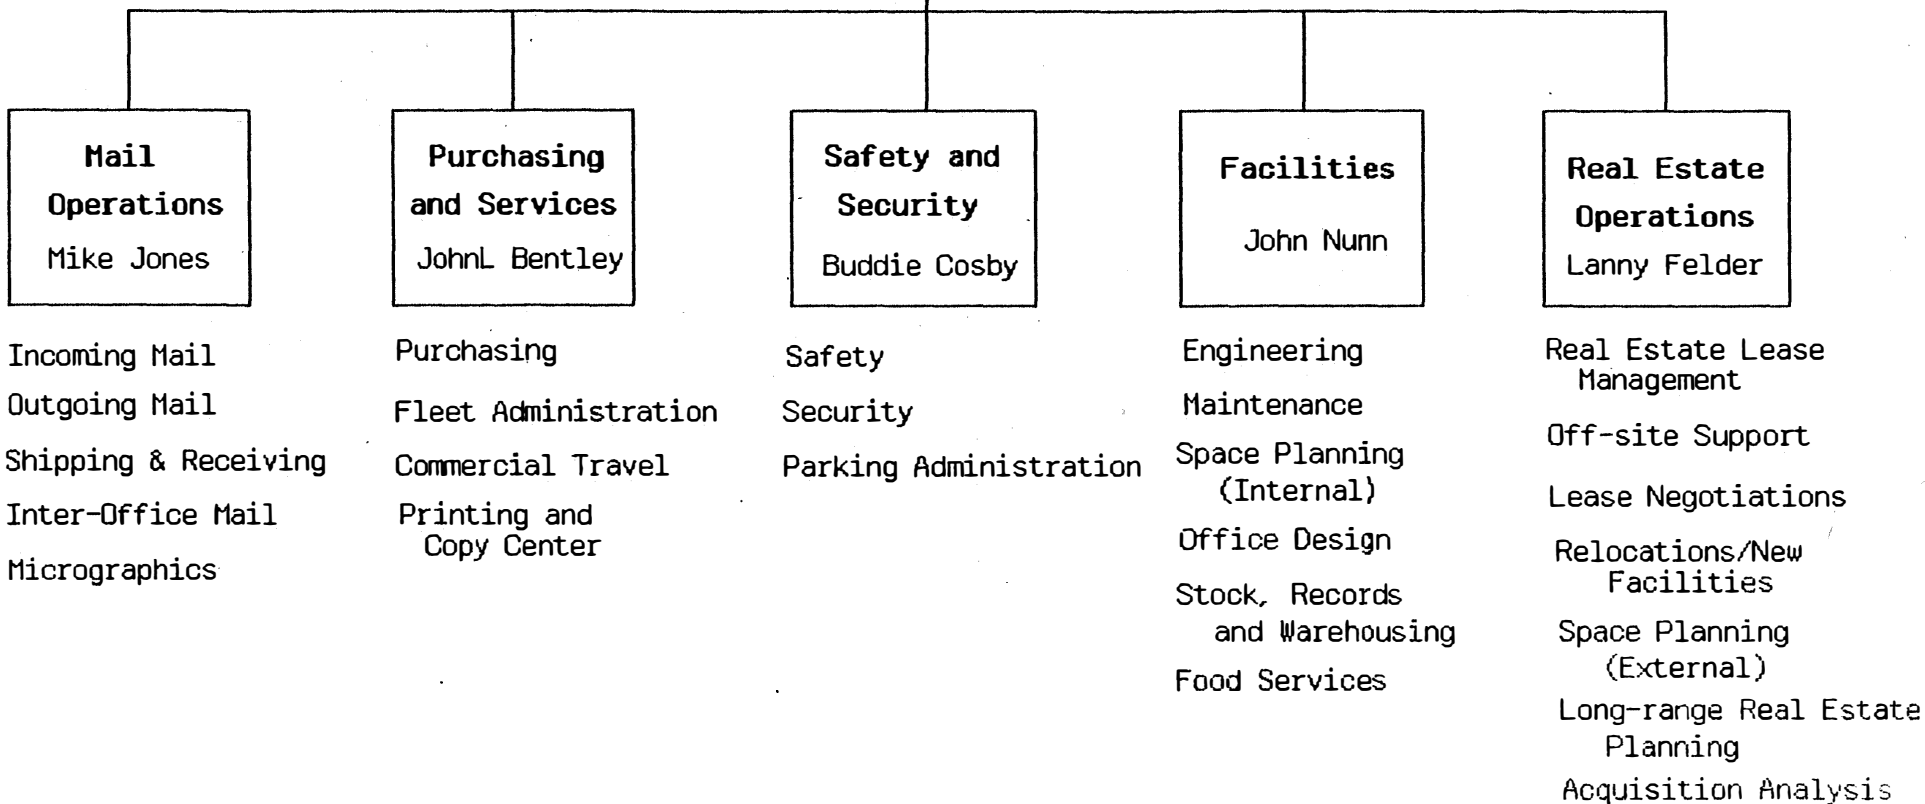 Mail
Operations
Mike Jones
Incoming Mail
Outgoing Mail
Shipping & Receiving
Inter-Office Mail
Micrographics
Purchasing
and Services
JohnL Bentley
Purchasing
Fleet Administration
Commercial Travel
Printing and
Copy Center
Safety and
Security
Buddie Cosby
Safety
Security
Parking Administration
Facilities
John Nunn
Engineering
Maintenance
Space Planning
(Internal)
Office Design
Stock, Records
and Warehousing
Food Services
Real Estate
Operations
Lanny Felder
Real Estate Lease
Management
Off-site Support
Lease Negotiations
Relocations/New
Facilities
Space Planning
(External)
Long-range Real Estate
Planning
Acquisition Analysis